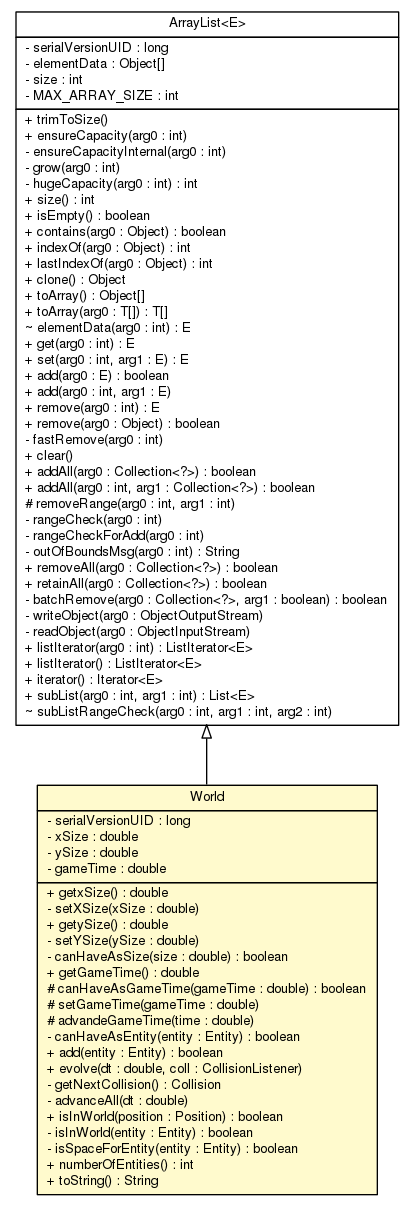 ArrayList<E>
- serialVersionUID : long
- elementData : Object[]
- size : int
- MAX_ARRAY_SIZE : int
+ trimToSize()
+ ensureCapacity(arg0 : int)
- ensureCapacityInternal(arg0 : int)
- grow(arg0 : int)
- hugeCapacity(arg0 : int) : int
+ size() : int
+ isEmpty() : boolean
+ contains(arg0 : Object) : boolean
+ indexOf(arg0 : Object) : int
+ lastIndexOf(arg0 : Object) : int
+ clone() : Object
+ toArray() : Object[]
+ toArray(arg0 : T[]) : T[]
~ elementData(arg0 : int) : E
+ get(arg0 : int) : E
+ set(arg0 : int, arg1 : E) : E
+ add(arg0 : E) : boolean
+ add(arg0 : int, arg1 : E)
+ remove(arg0 : int) : E
+ remove(arg0 : Object) : boolean
- fastRemove(arg0 : int)
+ clear()
+ addAll(arg0 : Collection<?>) : boolean
+ addAll(arg0 : int, arg1 : Collection<?>) : boolean
# removeRange(arg0 : int, arg1 : int)
- rangeCheck(arg0 : int)
- rangeCheckForAdd(arg0 : int)
- outOfBoundsMsg(arg0 : int) : String
+ removeAll(arg0 : Collection<?>) : boolean
+ retainAll(arg0 : Collection<?>) : boolean
- batchRemove(arg0 : Collection<?>, arg1 : boolean) : boolean
- writeObject(arg0 : ObjectOutputStream)
- readObject(arg0 : ObjectInputStream)
+ listIterator(arg0 : int) : ListIterator<E>
+ listIterator() : ListIterator<E>
+ iterator() : Iterator<E>
+ subList(arg0 : int, arg1 : int) : List<E>
~ subListRangeCheck(arg0 : int, arg1 : int, arg2 : int)
World
- serialVersionUID : long
- xSize : double
- ySize : double
- gameTime : double
+ getxSize() : double
- setXSize(xSize : double)
+ getySize() : double
- setYSize(ySize : double)
- canHaveAsSize(size : double) : boolean
+ getGameTime() : double
# canHaveAsGameTime(gameTime : double) : boolean
# setGameTime(gameTime : double)
# advandeGameTime(time : double)
- canHaveAsEntity(entity : Entity) : boolean
+ add(entity : Entity) : boolean
+ evolve(dt : double, coll : CollisionListener)
- getNextCollision() : Collision
- advanceAll(dt : double)
+ isInWorld(position : Position) : boolean
- isInWorld(entity : Entity) : boolean
- isSpaceForEntity(entity : Entity) : boolean
+ numberOfEntities() : int
+ toString() : String